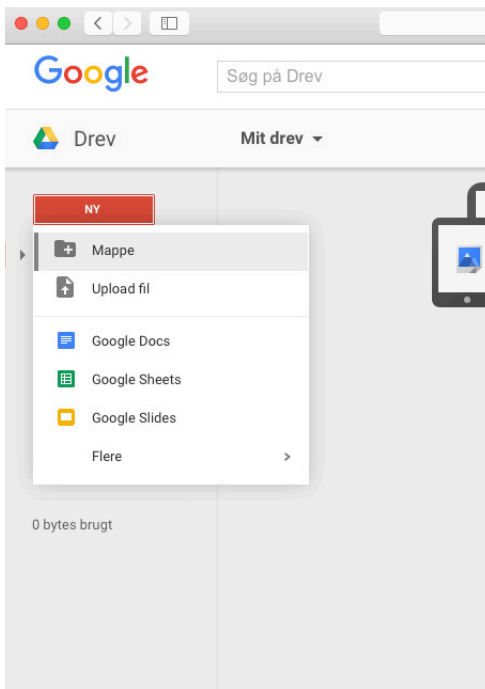 Google
Søg på Drev
Drev
Mit drev
NY
Mappe
Upload fil
Google Docs
Google Sheets
Google Slides
Flere
0 bytes brugt